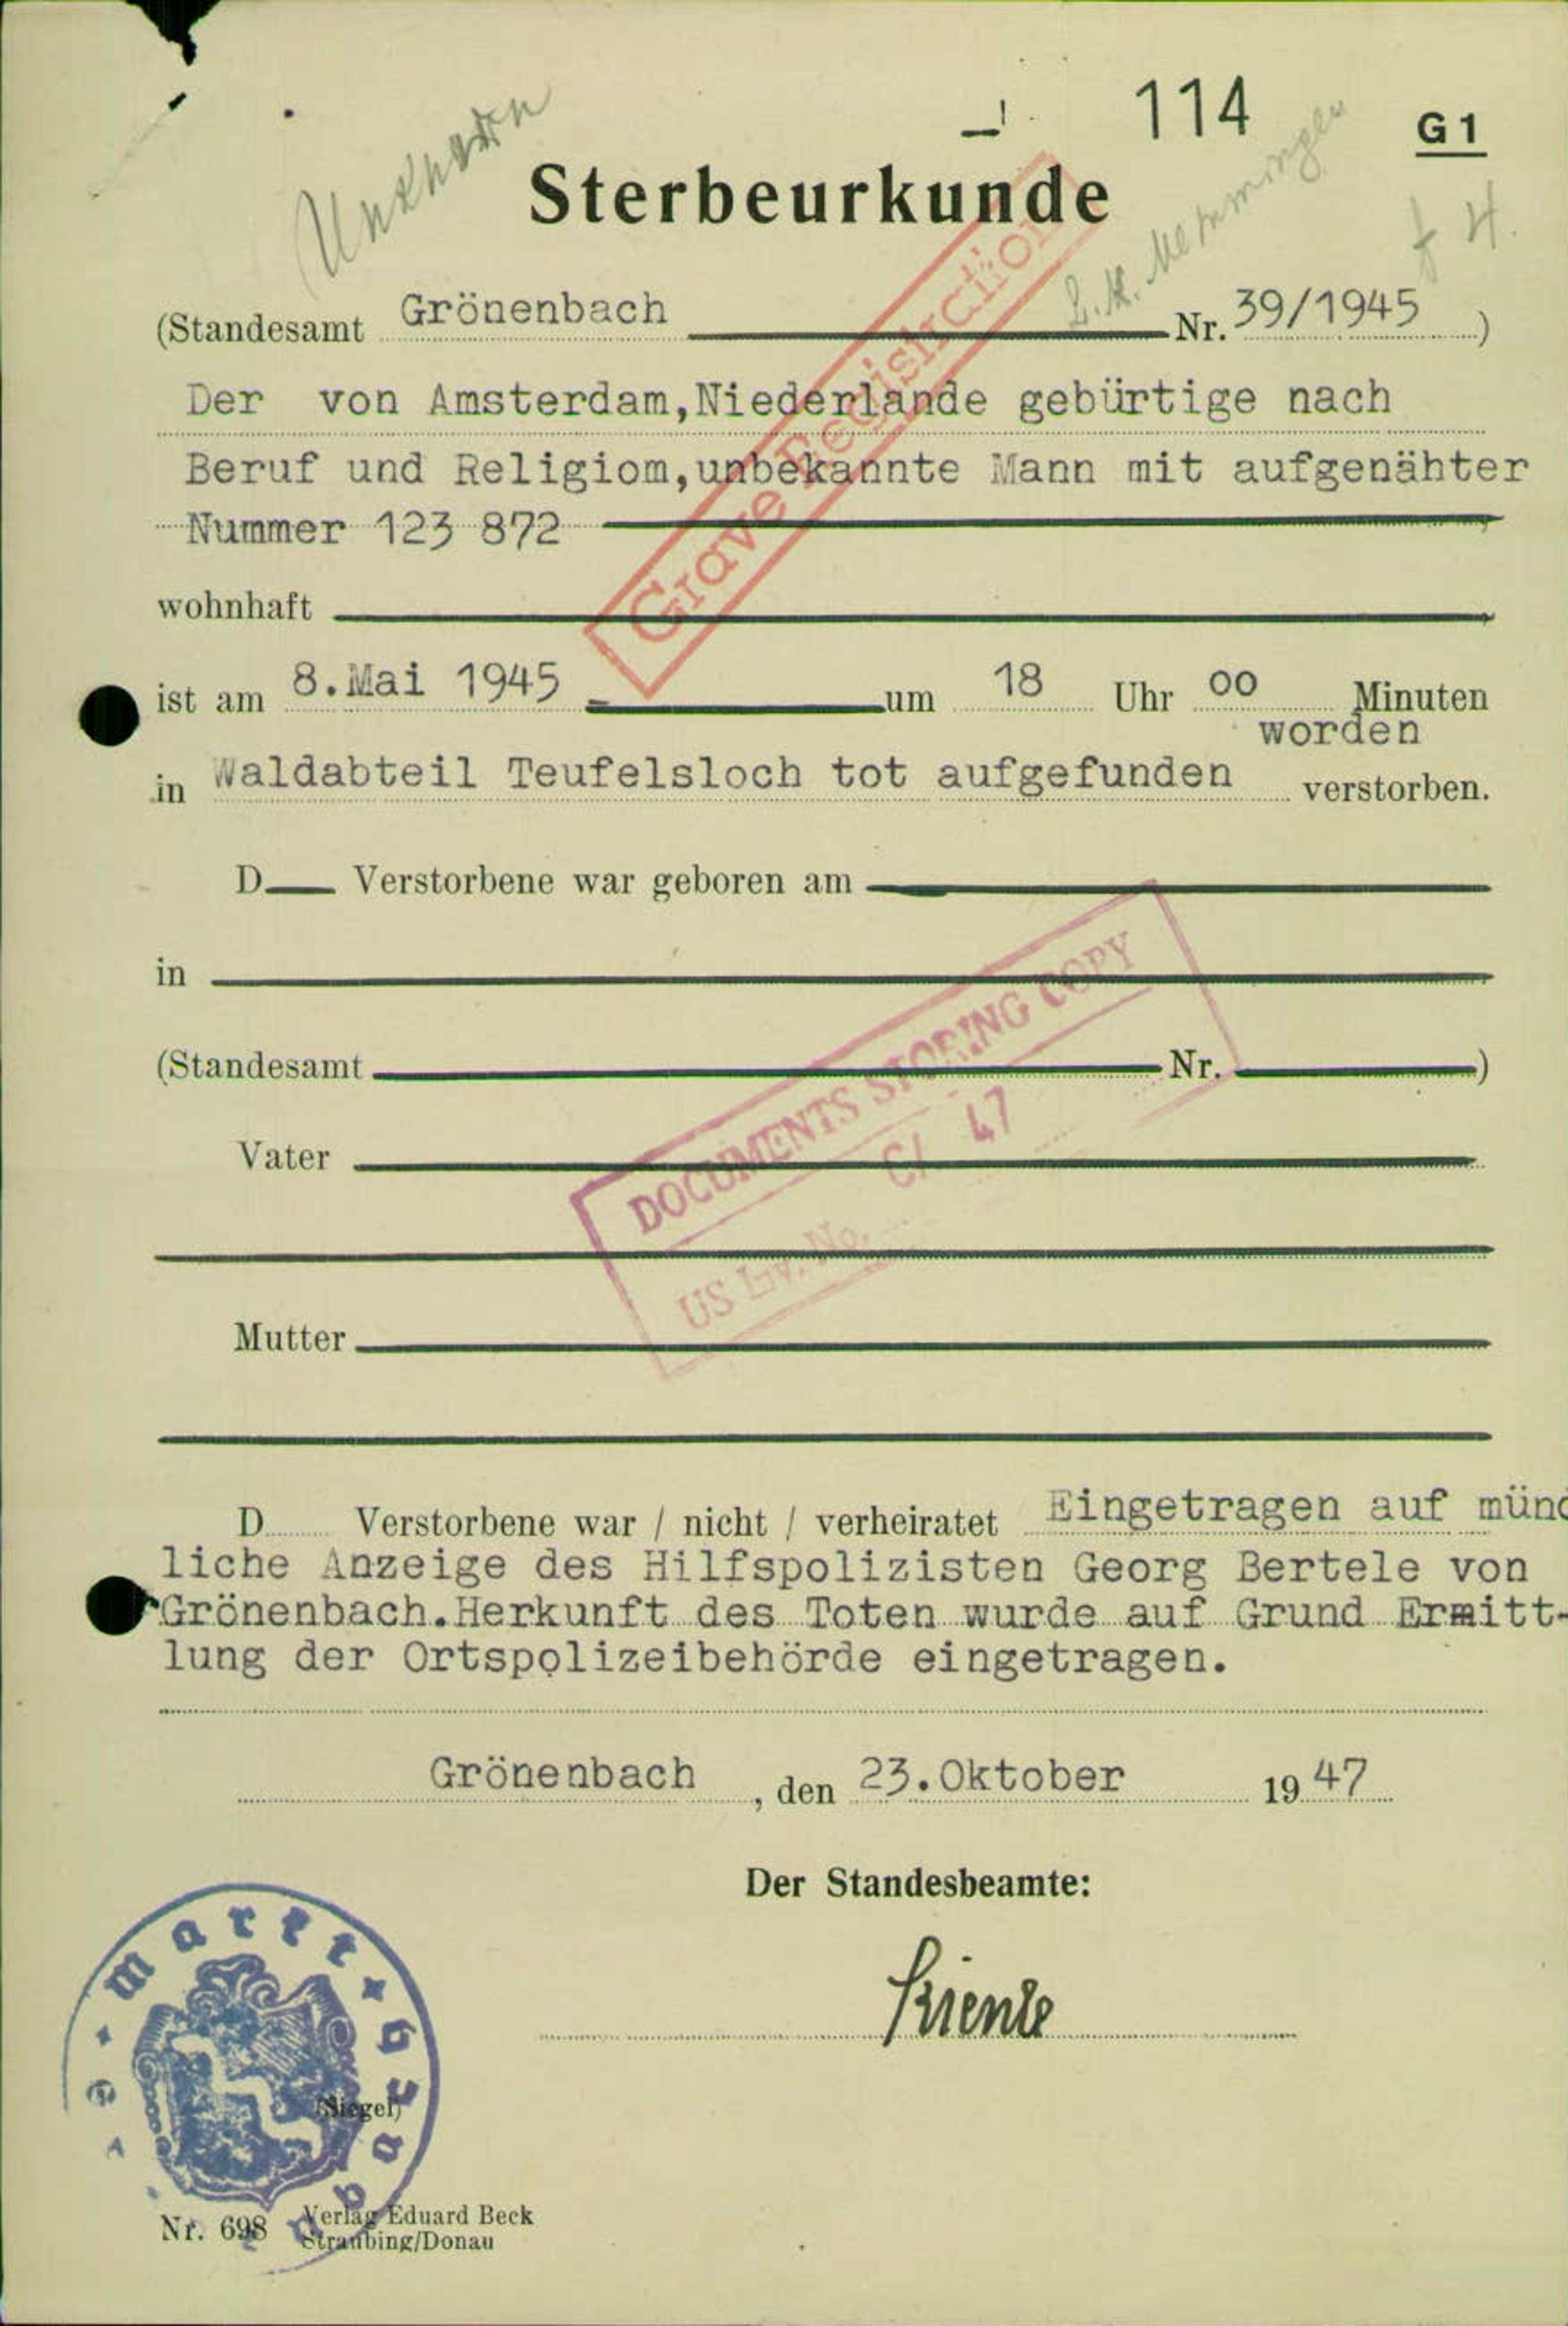 Unknown
114
G 1
Sterbeurkunde
L.K. Memmingen
(Standesamt Grönenbach Nr. 39/1945 )
Der von Amsterdam,Niederlande gebürtige nach
Beruf und Religiom,unbekannte Mann mit aufgenähter
Nummer 123 872
Grave Registration
wohnhaft
ist am 8.Mai 1945 um 18 Uhr 00 Minuten
worden
in Waldabteil Teufelsloch tot aufgefunden verstorben.
D Verstorbene war geboren am
in
DOCUMENTS STORING COPY
(Standesamt Nr. )
C/ 47
Vater
US Inv. No.
Mutter
D Verstorbene war / nicht / verheiratet Eingetragen auf münd
liche Anzeige des Hilfspolizisten Georg Bertele von
Grönenbach.Herkunft des Toten wurde auf Grund Ermitt-
lung der Ortspolizeibehörde eingetragen.
Grönenbach , den 23.Oktober 1947
Der Standesbeamte:
Markt
(Siegel)
Nr. 698 Verlag Eduard Beck
Straubing/Donau